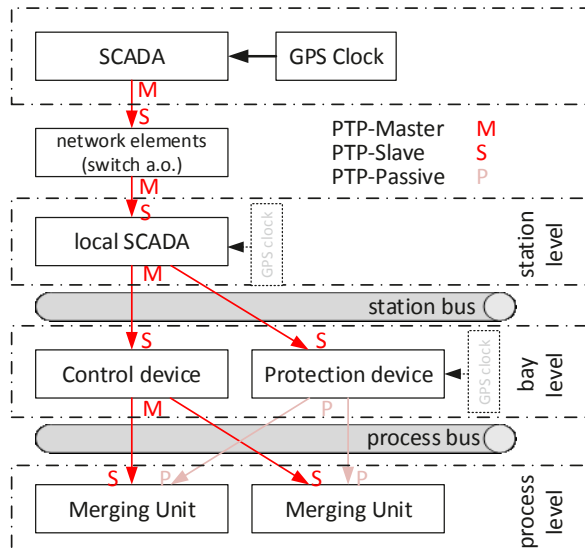 SCADA
GPS Clock
M
S
network elements
(switch a.o.)
M
PTP-Master M
PTP-Slave S
PTP-Passive P
S
local SCADA
M
GPS clock
station
level
station bus
S
S
Control device
Protection device
M
P
GPS clock
bay
level
process bus
S
P
S
P
Merging Unit
Merging Unit
process
level